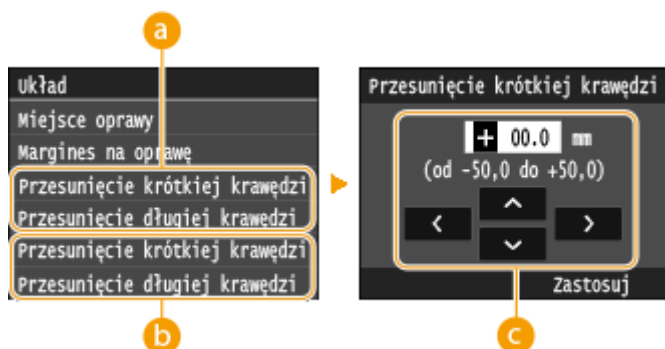 a
Układ
Miejsce oprawy
Margines na oprawę
Przesunięcie krótkiej krawędzi
Przesunięcie długiej krawędzi
Przesunięcie krótkiej krawędzi
Przesunięcie długiej krawędzi
b
Przesunięcie krótkiej krawędzi
+ 00.0 mm
(od -50,0 do +50,0)
Zastosuj
c